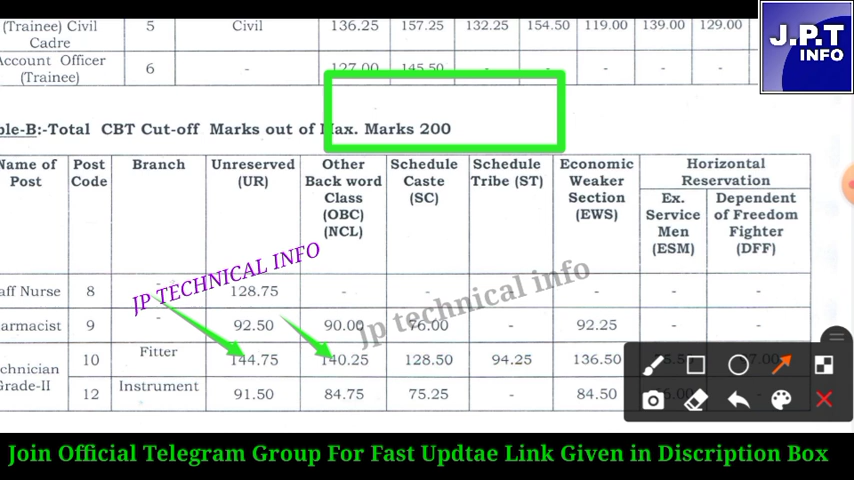 (Trainee) Civil Cadre 5 Civil 136.25 157.25 132.25 154.50 119.00 139.00 129.00
J.P.T INFO
Account Officer (Trainee) 6 - 127.00 145.50 - - - -
ble-B:-Total CBT Cut-off Marks out of Max. Marks 200
Name of Post Post Code Branch Unreserved (UR) Other Back word Class (OBC) (NCL) Schedule Caste (SC) Schedule Tribe (ST) Economic Weaker Section (EWS) Horizontal Reservation
Ex. Service Men (ESM) Dependent of Freedom Fighter (DFF)
JP TECHNICAL INFO
jp technical info
aff Nurse 8 - 128.75 - - - - - -
armacist 9 - 92.50 90.00 76.00 - 92.25 - -
chnician Grade-II 10 Fitter 144.75 140.25 128.50 94.25 136.50
12 Instrument 91.50 84.75 75.25 - 84.50
Join Official Telegram Group For Fast Updtae Link Given in Discription Box